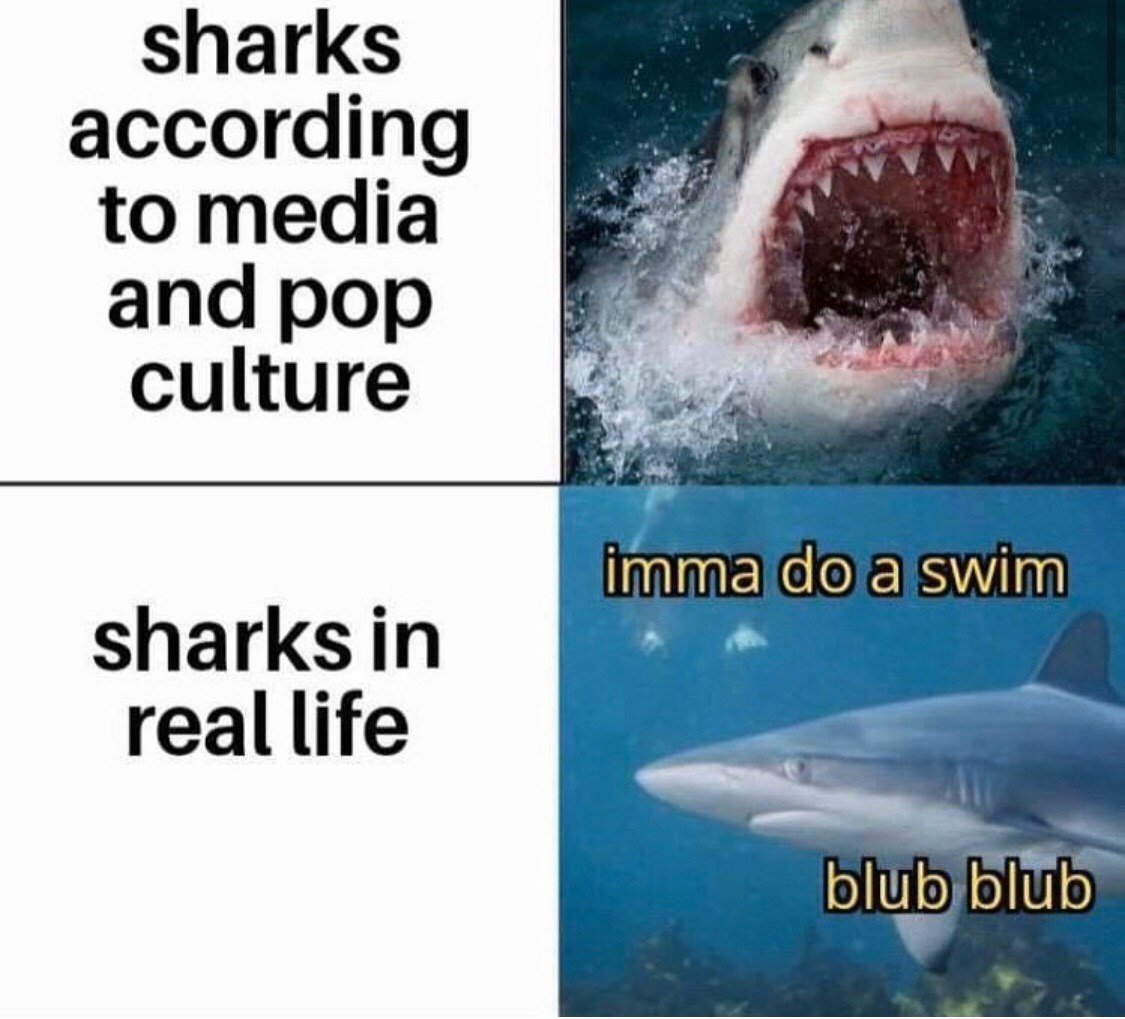 sharks
according
to media
and pop
culture
imma do a swim
sharks in
real life
blub blub